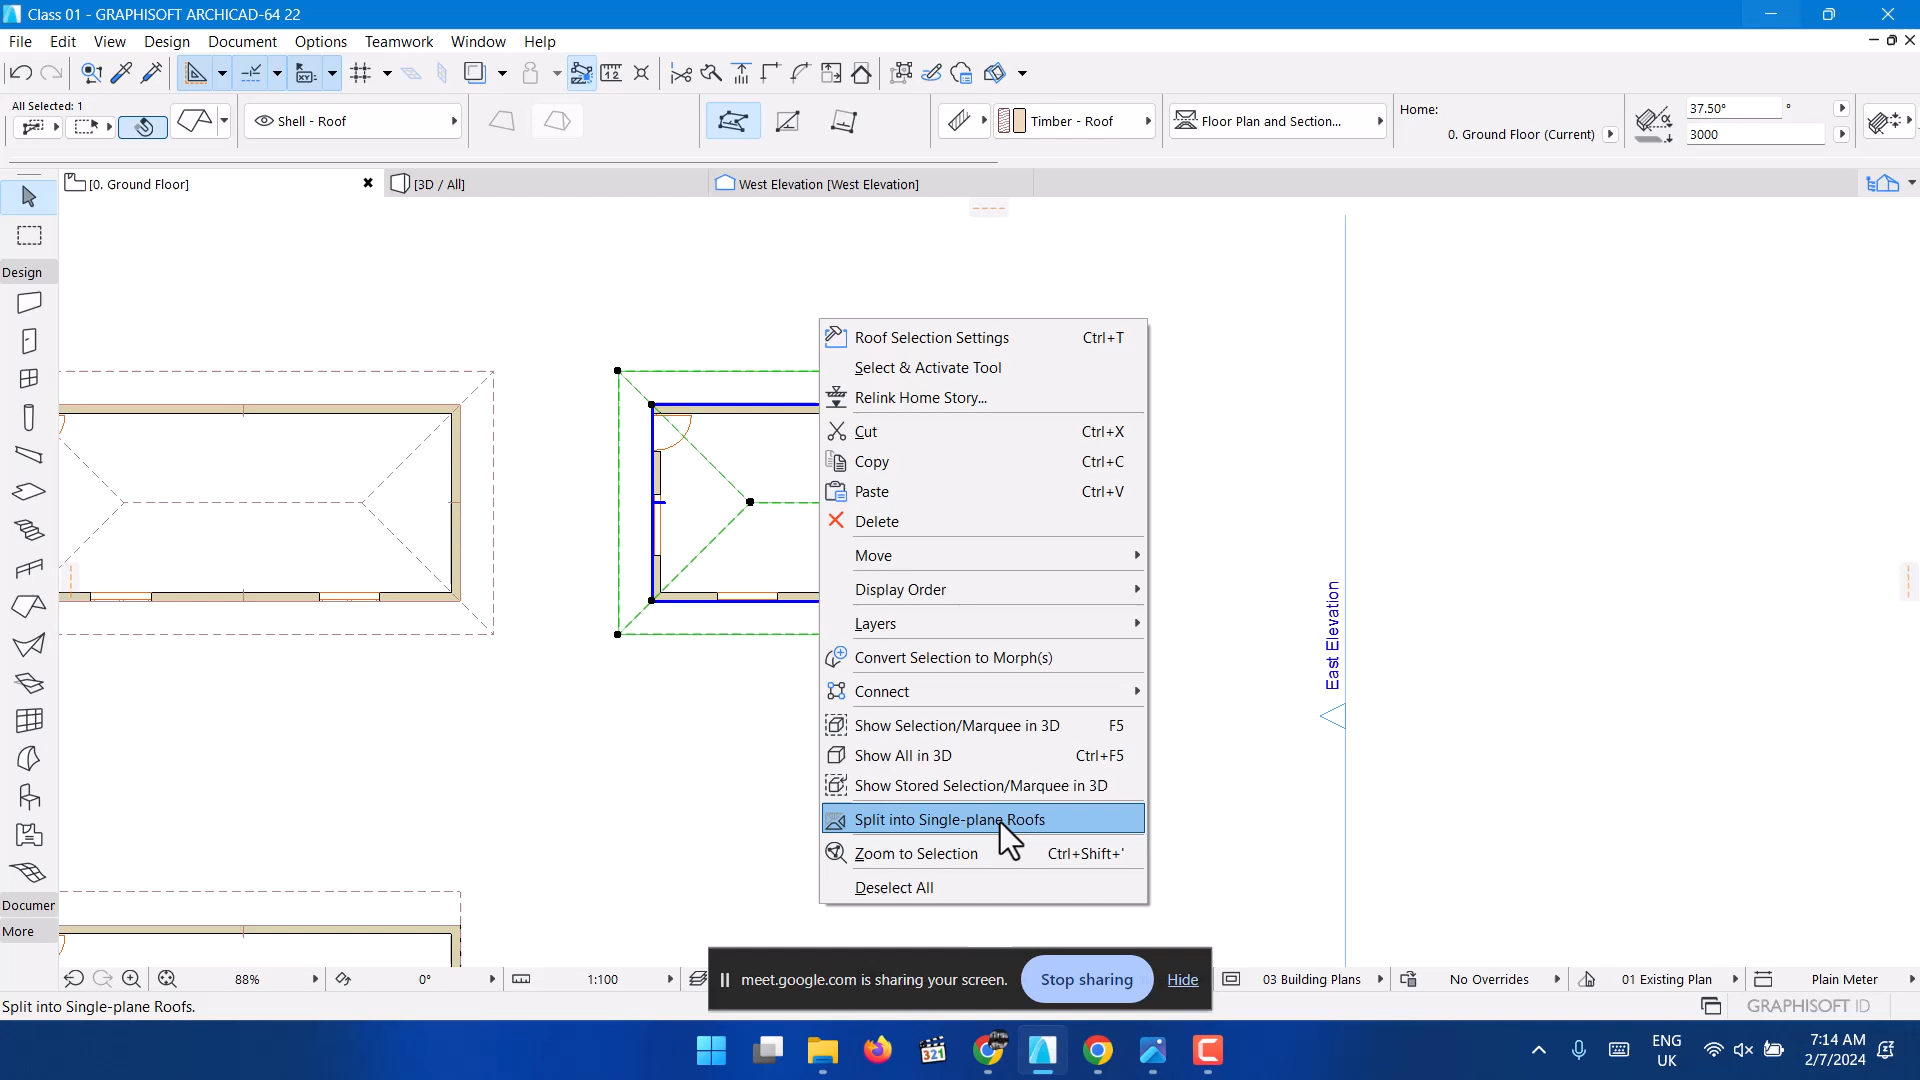 Class 01 - GRAPHISOFT ARCHICAD-64 22
File Edit View Design Document Options Teamwork Window Help
All Selected: 1
Shell - Roof
Timber - Roof
Floor Plan and Section...
Home:
0. Ground Floor (Current)
37.50° °
3000
[0. Ground Floor]
[3D / All]
West Elevation [West Elevation]
Design
Roof Selection Settings Ctrl+T
Select & Activate Tool
Relink Home Story...
Cut Ctrl+X
Copy Ctrl+C
Paste Ctrl+V
Delete
Move
Display Order
Layers
Convert Selection to Morph(s)
Connect
Show Selection/Marquee in 3D F5
Show All in 3D Ctrl+F5
Show Stored Selection/Marquee in 3D
Split into Single-plane Roofs
Zoom to Selection Ctrl+Shift+'
Deselect All
East Elevation
Documer
More
88% 0° 1:100
meet.google.com is sharing your screen. Stop sharing Hide
03 Building Plans
No Overrides
01 Existing Plan
Plain Meter
Split into Single-plane Roofs.
GRAPHISOFT ID
321
ENG
UK
7:14 AM
2/7/2024